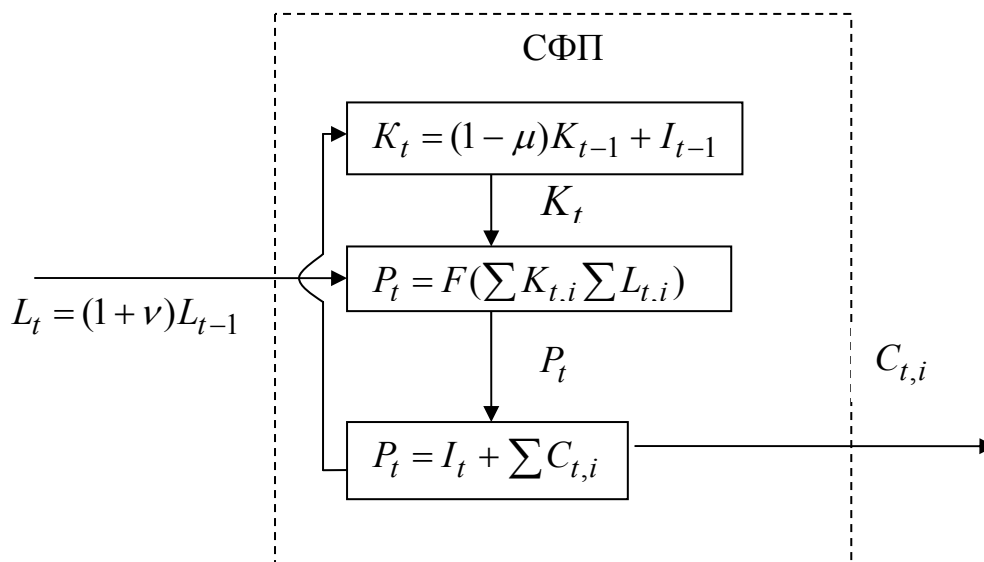 СФП
K_t = (1 − μ)K_{t−1} + I_{t−1}
K_t
P_t = F(∑ K_{t,i} ∑ L_{t,i})
L_t = (1 + ν)L_{t−1}
P_t
C_{t,i}
P_t = I_t + ∑ C_{t,i}